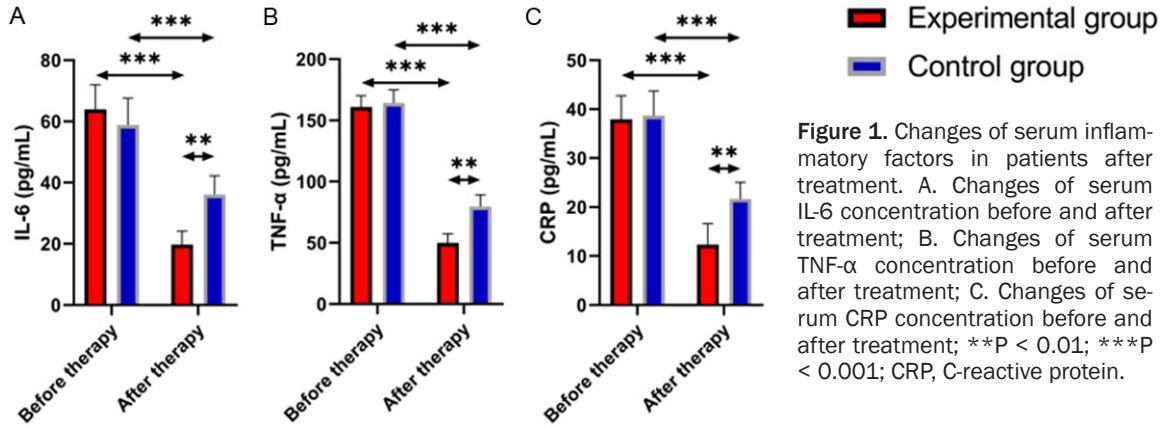 A
***
***
**
IL-6 (pg/mL)
80
60
40
20
0
Before therapy
After therapy
B
***
***
**
TNF-α (pg/mL)
200
150
100
50
0
Before therapy
After therapy
C
***
***
**
CRP (pg/mL)
50
40
30
20
10
0
Before therapy
After therapy
Experimental group
Control group
Figure 1. Changes of serum inflam-
matory factors in patients after
treatment. A. Changes of serum
IL-6 concentration before and after
treatment; B. Changes of serum
TNF-α concentration before and
after treatment; C. Changes of se-
rum CRP concentration before and
after treatment; **P < 0.01; ***P
< 0.001; CRP, C-reactive protein.